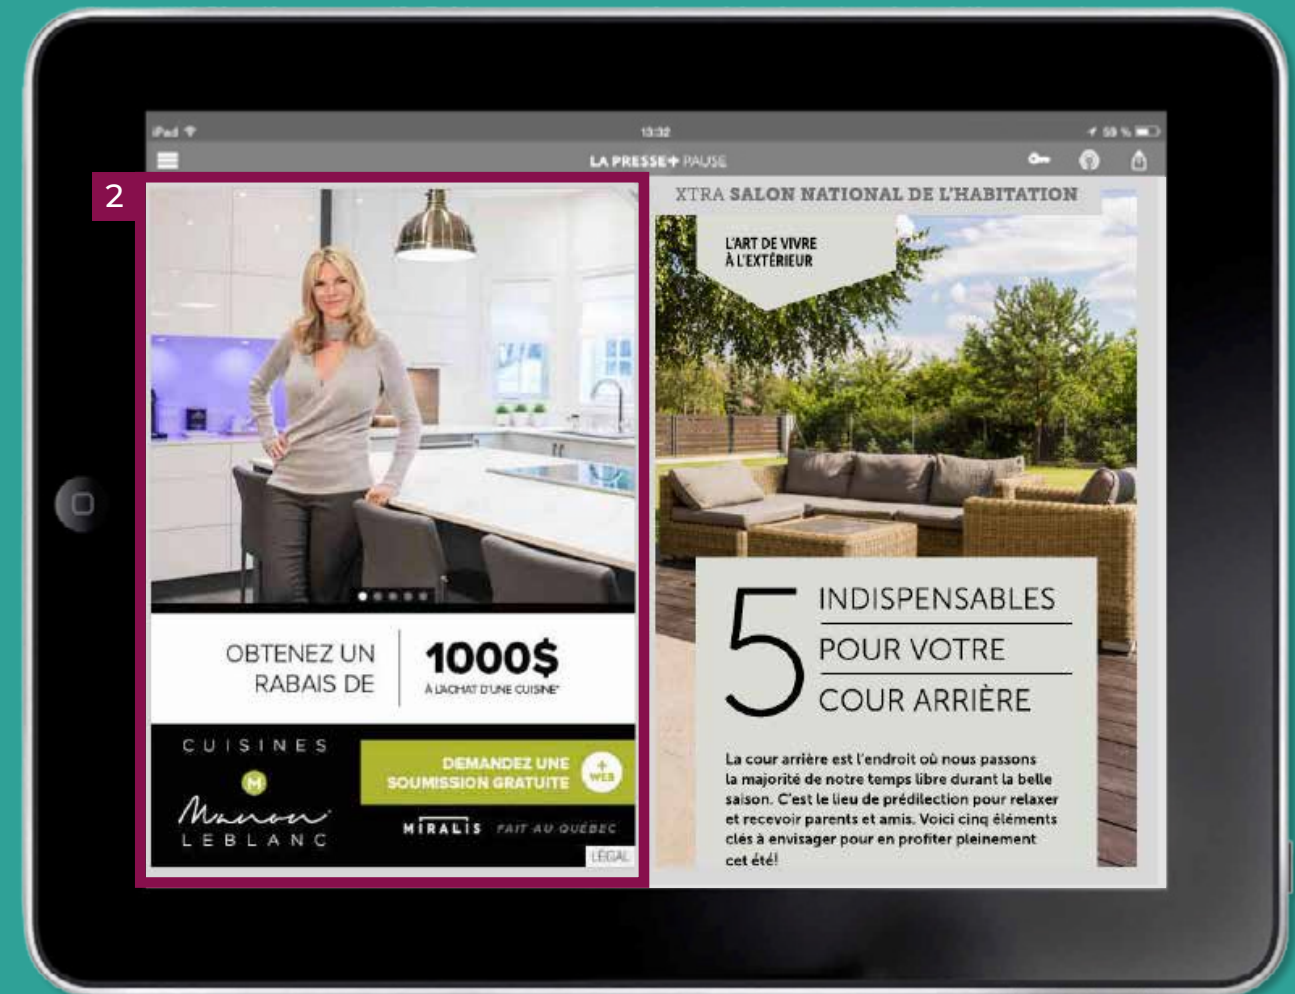 iPad
13:32
59 %
LA PRESSE+ PAUSE
2
XTRA SALON NATIONAL DE L'HABITATION
L'ART DE VIVRE
À L'EXTÉRIEUR
OBTENEZ UN
RABAIS DE
1000$
À L'ACHAT D'UNE CUISINE*
CUISINES
M
Manon
LEBLANC
DEMANDEZ UNE
SOUMISSION GRATUITE
+
WEB
MIRALIS FAIT AU QUÉBEC
LÉGAL
5
INDISPENSABLES
POUR VOTRE
COUR ARRIÈRE
La cour arrière est l'endroit où nous passons
la majorité de notre temps libre durant la belle
saison. C'est le lieu de prédilection pour relaxer
et recevoir parents et amis. Voici cinq éléments
clés à envisager pour en profiter pleinement
cet été!